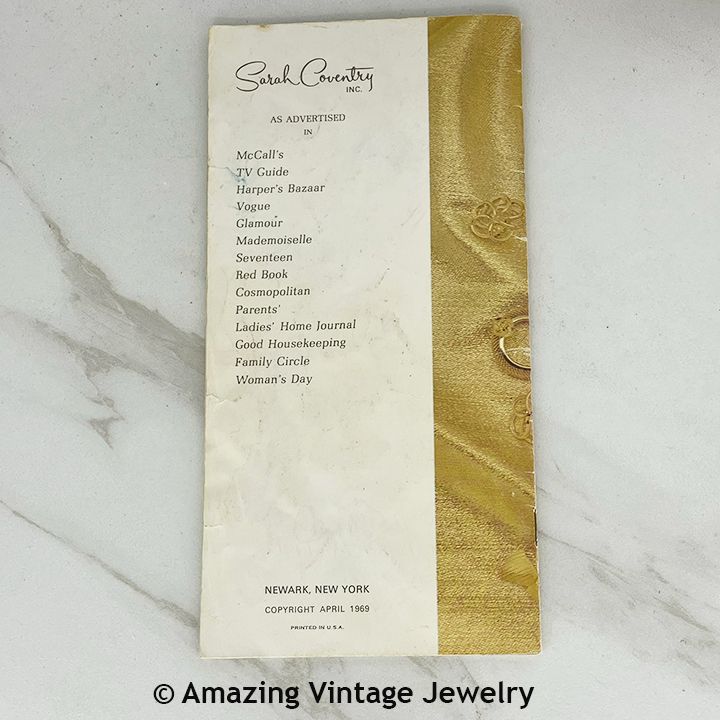 Sarah Coventry
INC.
AS ADVERTISED
IN
McCall's
TV Guide
Harper's Bazaar
Vogue
Glamour
Mademoiselle
Seventeen
Red Book
Cosmopolitan
Parents'
Ladies' Home Journal
Good Housekeeping
Family Circle
Woman's Day
NEWARK, NEW YORK
COPYRIGHT APRIL 1969
PRINTED IN U.S.A.
© Amazing Vintage Jewelry